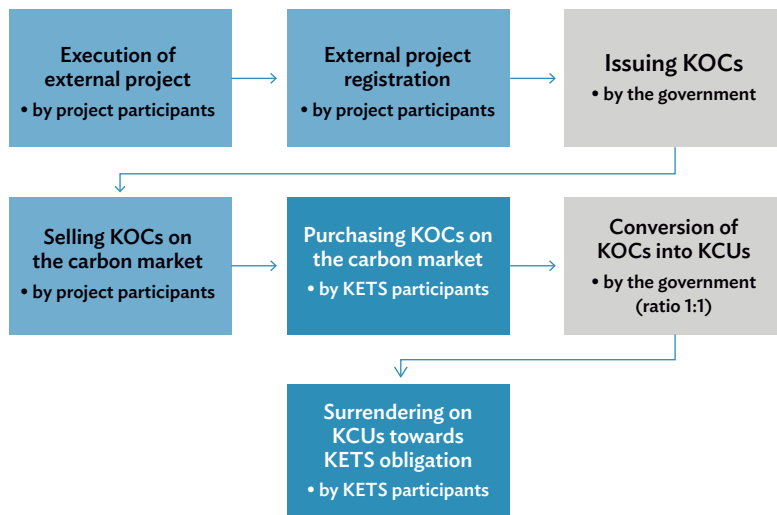 Execution of
external project
• by project participants
External project
registration
• by project participants
Issuing KOCs
• by the government
Selling KOCs on
the carbon market
• by project participants
Purchasing KOCs on
the carbon market
• by KETS participants
Conversion of
KOCs into KCUs
• by the government
(ratio 1:1)
Surrendering on
KCUs towards
KETS obligation
• by KETS participants